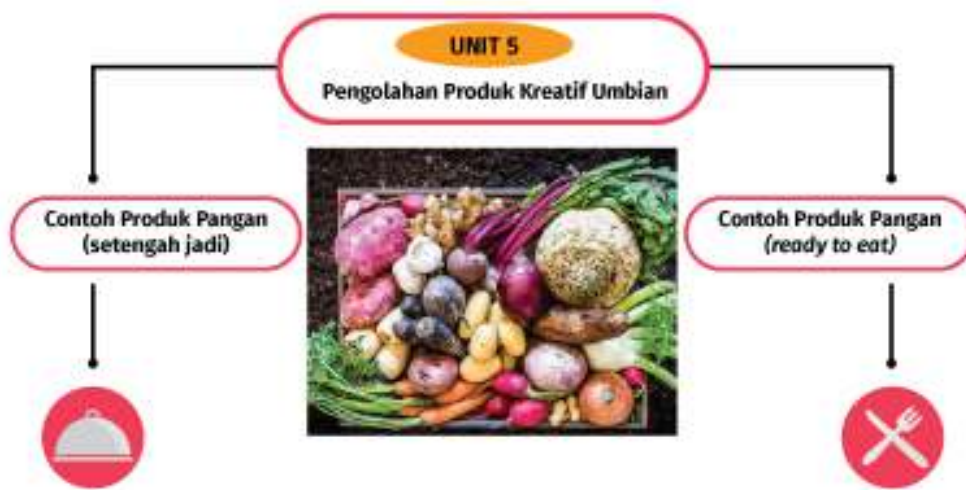 UNIT 5
Pengolahan Produk Kreatif Umbian
Contoh Produk Pangan
(setengah jadi)
Contoh Produk Pangan
(ready to eat)